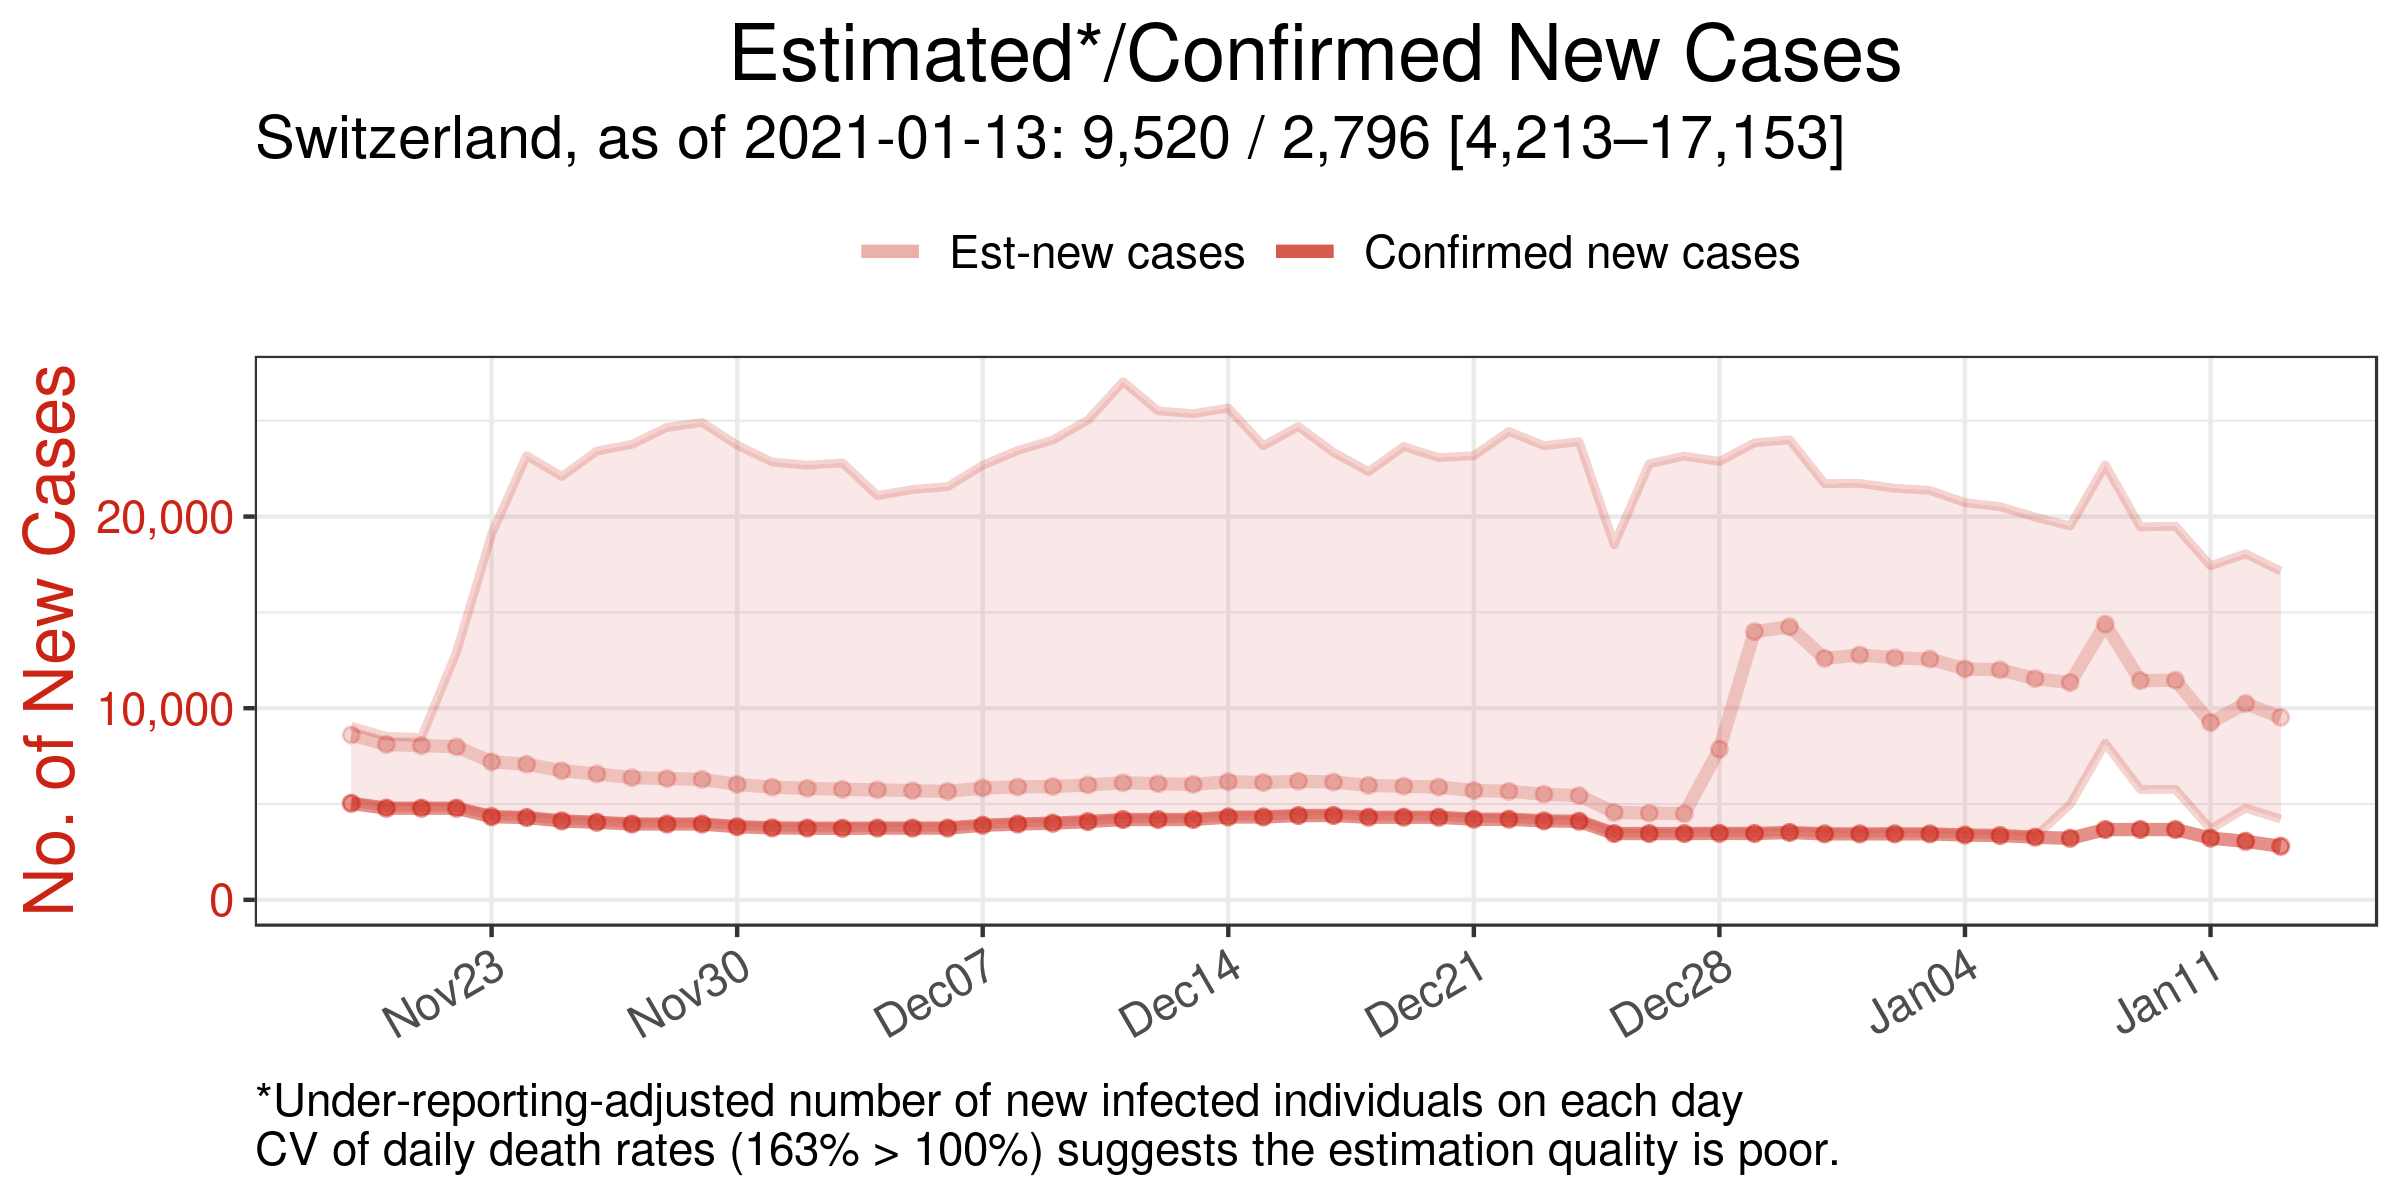 Estimated*/Confirmed New Cases
Switzerland, as of 2021-01-13: 9,520 / 2,796 [4,213–17,153]
Est-new cases
Confirmed new cases
No. of New Cases
20,000
10,000
0
Nov23
Nov30
Dec07
Dec14
Dec21
Dec28
Jan04
Jan11
*Under-reporting-adjusted number of new infected individuals on each day
CV of daily death rates (163% > 100%) suggests the estimation quality is poor.